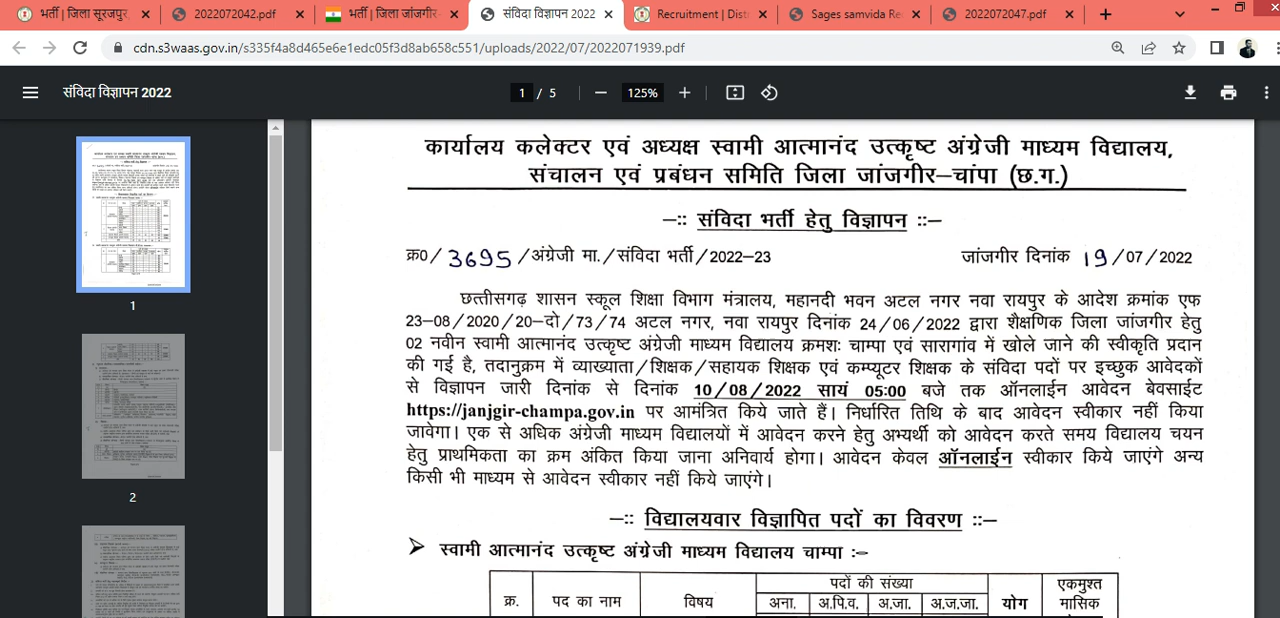 भर्ती | जिला सूरजपुर,
2022072042.pdf
भर्ती | जिला जांजगीर-
संविदा विज्ञापन 2022
Recruitment | Dist
Sages samvida Re
2022072047.pdf
cdn.s3waas.gov.in/s335f4a8d465e6e1edc05f3d8ab658c551/uploads/2022/07/2022071939.pdf
संविदा विज्ञापन 2022
1 / 5
125%
कार्यालय कलेक्टर एवं अध्यक्ष स्वामी आत्मानंद उत्कृष्ट अंग्रेजी माध्यम विद्यालय,
संचालन एवं प्रबंधन समिति जिला जांजगीर–चांपा (छ.ग.)
–:: संविदा भर्ती हेतु विज्ञापन ::–
क्र0/ 3695 /अंग्रेजी मा./संविदा भर्ती/2022–23
जांजगीर दिनांक 19/07/2022
छत्तीसगढ़ शासन स्कूल शिक्षा विभाग मंत्रालय, महानदी भवन अटल नगर नवा रायपुर के आदेश क्रमांक एफ
23–08/2020/20–दो/73/74 अटल नगर, नवा रायपुर दिनांक 24/06/2022 द्वारा शैक्षणिक जिला जांजगीर हेतु
02 नवीन स्वामी आत्मानंद उत्कृष्ट अंग्रेजी माध्यम विद्यालय क्रमशः चाम्पा एवं सारागांव में खोले जाने की स्वीकृति प्रदान
की गई है, तदानुक्रम में व्याख्याता/शिक्षक/सहायक शिक्षक एवं कम्प्यूटर शिक्षक के संविदा पदों पर इच्छुक आवेदकों
से विज्ञापन जारी दिनांक से दिनांक 10/08/2022 सायं 05:00 बजे तक ऑनलाईन आवेदन बेवसाईट
https://janjgir-champa.gov.in पर आमंत्रित किये जाते हैं। निर्धारित तिथि के बाद आवेदन स्वीकार नहीं किया
जावेगा। एक से अधिक अंग्रेजी माध्यम विद्यालयों में आवेदन करने हेतु अभ्यर्थी को आवेदन करते समय विद्यालय चयन
हेतु प्राथमिकता का क्रम अंकित किया जाना अनिवार्य होगा। आवेदन केवल ऑनलाईन स्वीकार किये जाएंगे अन्य
किसी भी माध्यम से आवेदन स्वीकार नहीं किये जाएंगे।
–:: विद्यालयवार विज्ञापित पदों का विवरण ::–
➤ स्वामी आत्मानंद उत्कृष्ट अंग्रेजी माध्यम विद्यालय चाम्पा :–
पदों की संख्या
एकमुश्त
क्र. पद का नाम विषय अना. अ.पि.व. अ.जा. अ.ज.जा. योग मासिक
1
2